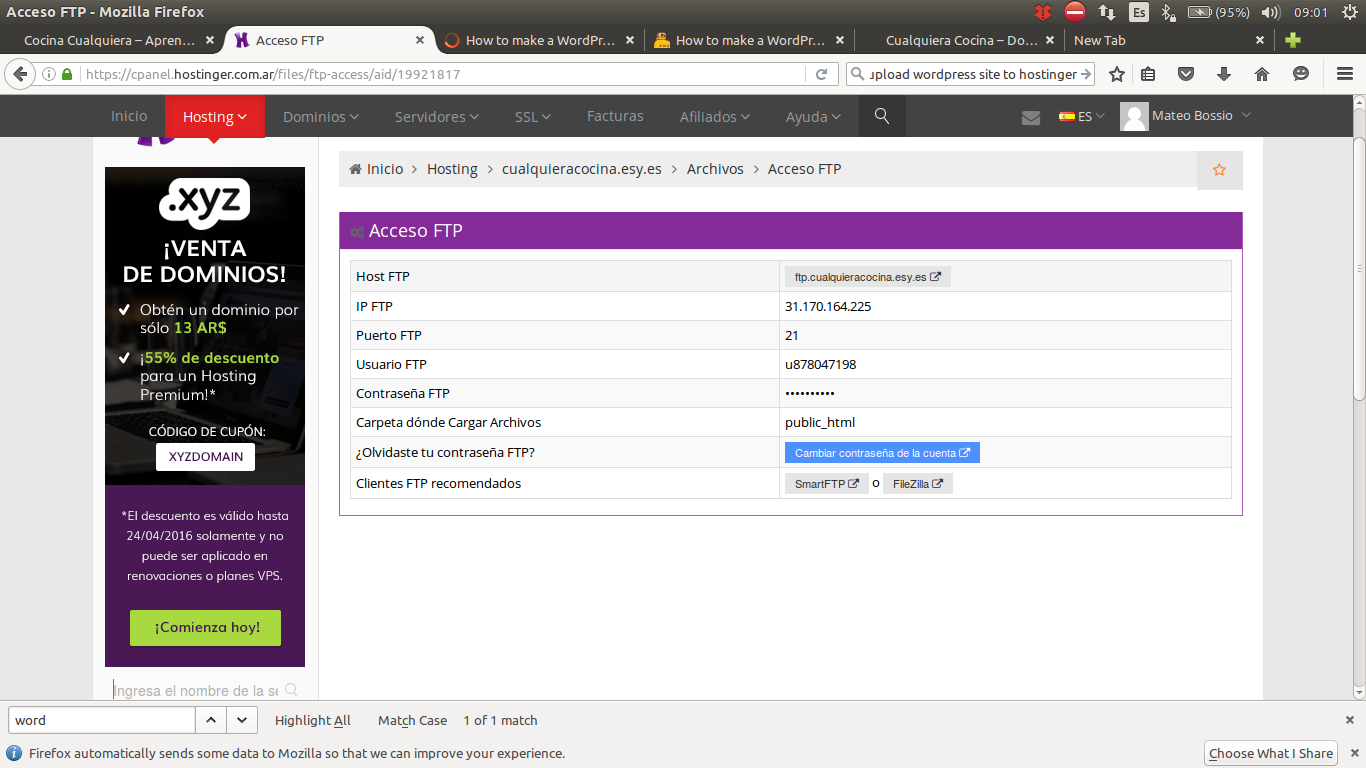 Acceso FTP - Mozilla Firefox
Es
(95%)
09:01
Cocina Cualquiera – Apren...
Acceso FTP
How to make a WordPr...
How to make a WordPr...
Cualquiera Cocina – Do...
New Tab
https://cpanel.hostinger.com.ar/files/ftp-access/aid/19921817
upload wordpress site to hostinger
Inicio
Hosting
Dominios
Servidores
SSL
Facturas
Afiliados
Ayuda
ES
Mateo Bossio
Inicio > Hosting > cualquieracocina.esy.es > Archivos > Acceso FTP
.xyz
¡VENTA
DE DOMINIOS!
Obtén un dominio por
sólo 13 AR$
¡55% de descuento
para un Hosting
Premium!*
CÓDIGO DE CUPÓN:
XYZDOMAIN
*El descuento es válido hasta
24/04/2016 solamente y no
puede ser aplicado en
renovaciones o planes VPS.
¡Comienza hoy!
Ingresa el nombre de la se
Acceso FTP
Host FTP
ftp.cualquieracocina.esy.es
IP FTP
31.170.164.225
Puerto FTP
21
Usuario FTP
u878047198
Contraseña FTP
••••••••••
Carpeta dónde Cargar Archivos
public_html
¿Olvidaste tu contraseña FTP?
Cambiar contraseña de la cuenta
Clientes FTP recomendados
SmartFTP o FileZilla
word
Highlight All
Match Case
1 of 1 match
Firefox automatically sends some data to Mozilla so that we can improve your experience.
Choose What I Share